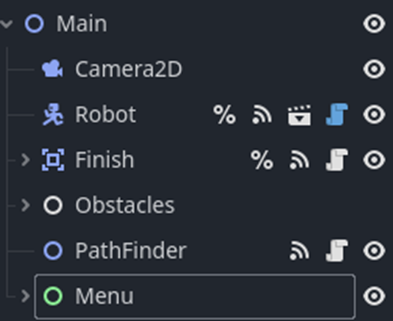 Main
Camera2D
Robot %
Finish %
Obstacles
PathFinder
Menu